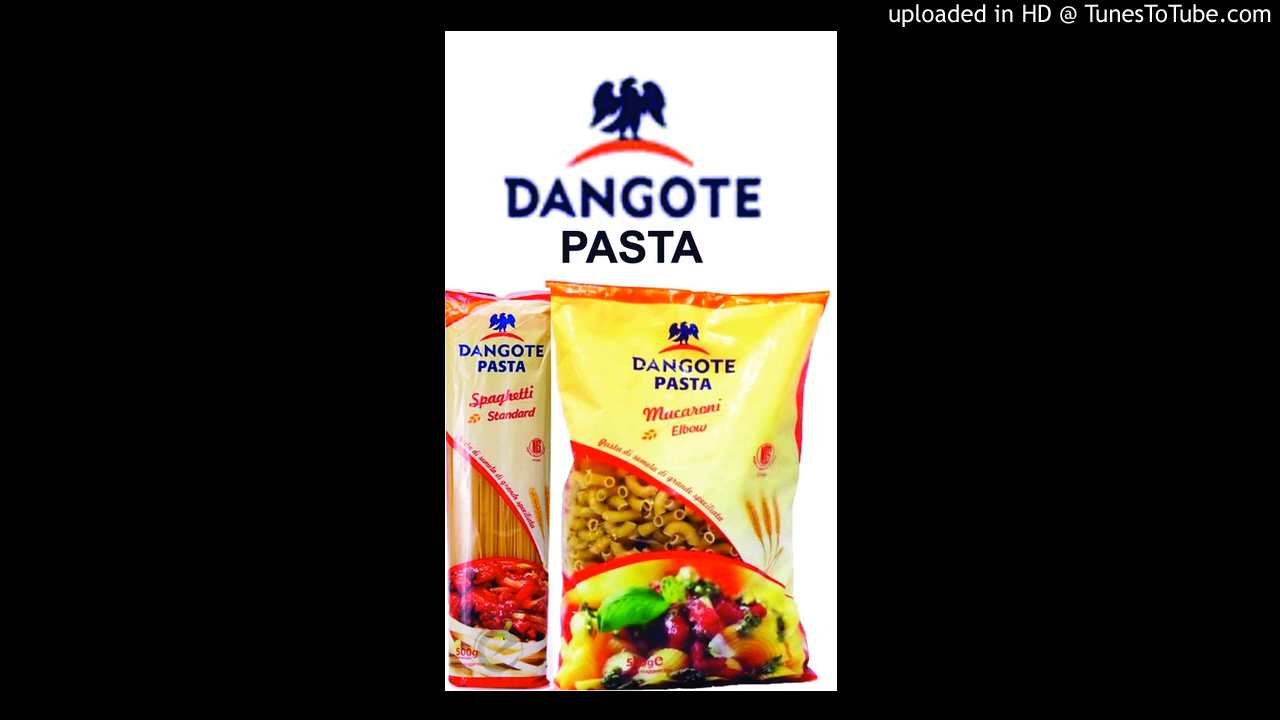 uploaded in HD @ TunesToTube.com
DANGOTE
PASTA
DANGOTE
PASTA
Spaghetti
Standard
500g
DANGOTE
PASTA
Macaroni
Elbow
Pasta di semola di grande specilista